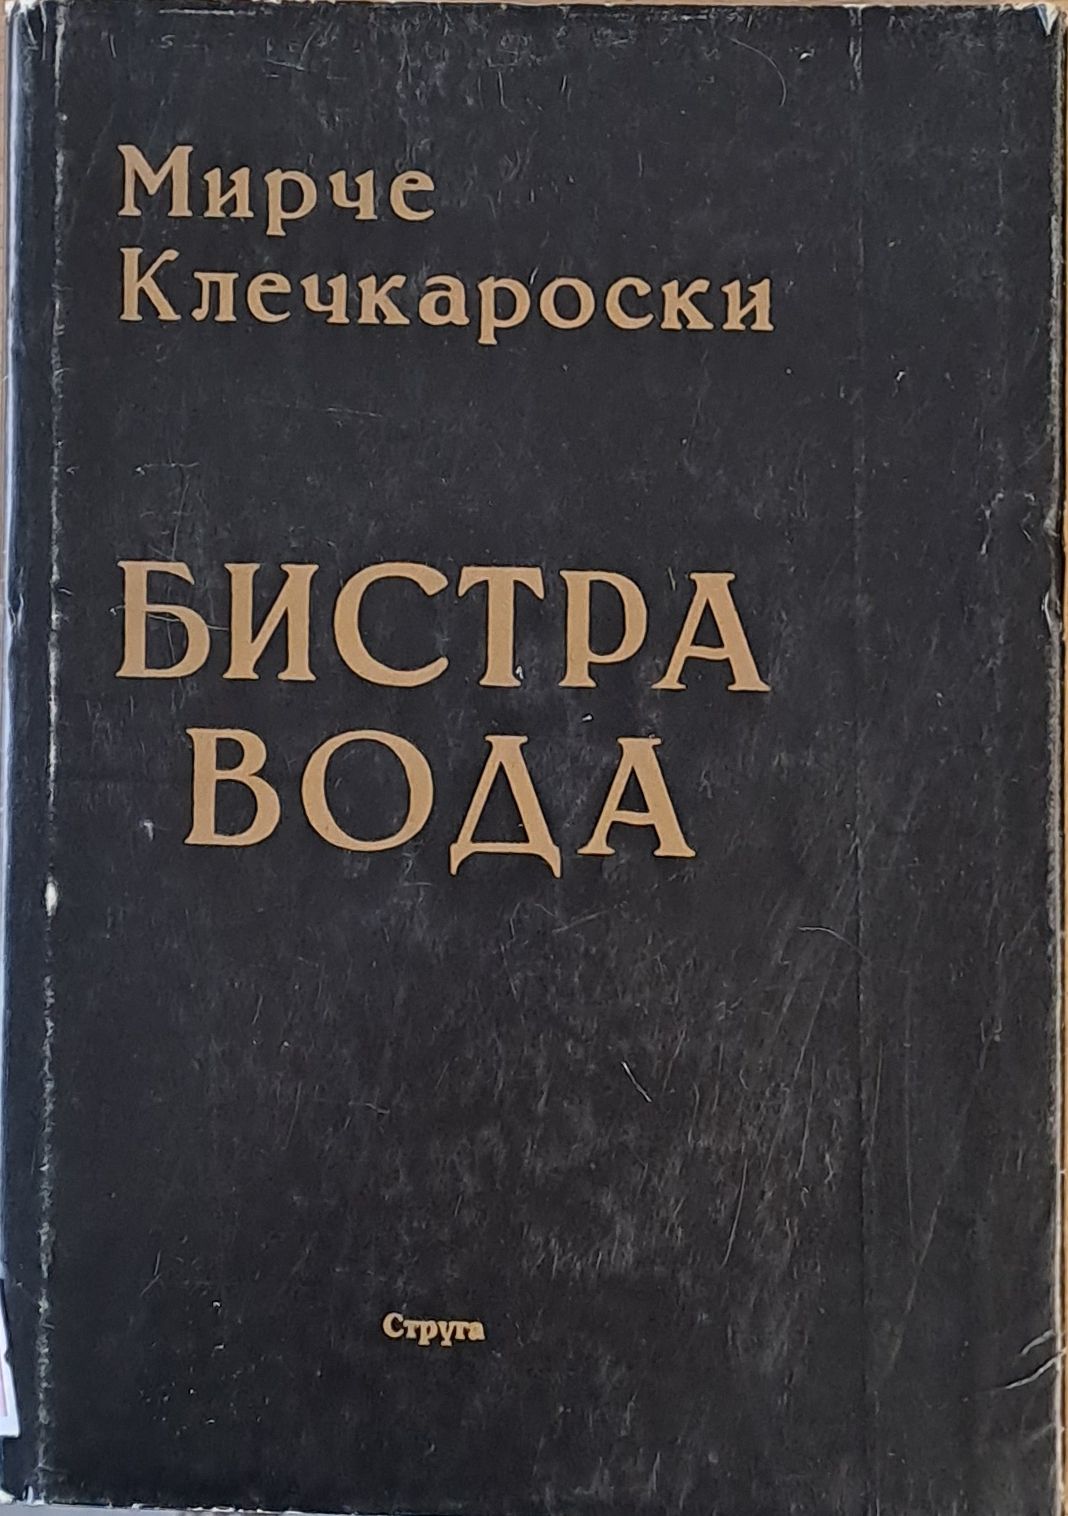 Мирче
Клечкароски
БИСТРА
ВОДА
Струга